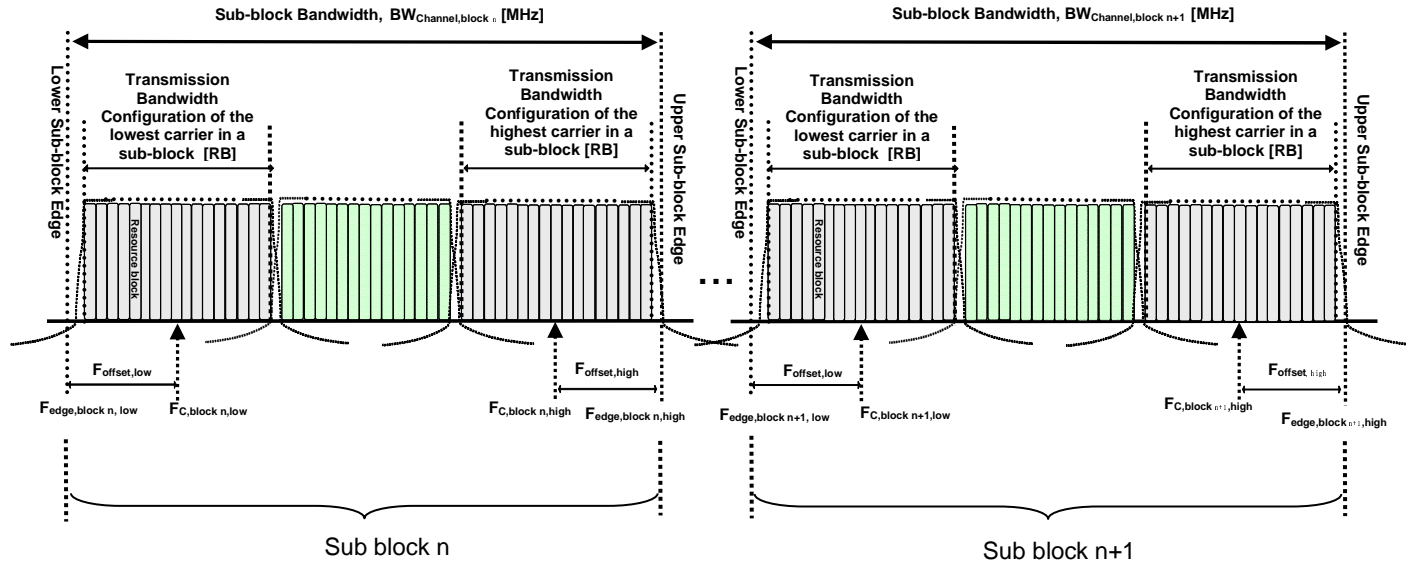 Sub-block Bandwidth, BWChannel,block n [MHz]
Sub-block Bandwidth, BWChannel,block n+1 [MHz]
Lower Sub-block Edge
Transmission
Bandwidth
Configuration of the
lowest carrier in a
sub-block [RB]
Transmission
Bandwidth
Configuration of the
highest carrier in a
sub-block [RB]
Upper Sub-block Edge
Resource block
Lower Sub-block Edge
Transmission
Bandwidth
Configuration of the
lowest carrier in a
sub-block [RB]
Transmission
Bandwidth
Configuration of the
highest carrier in a
sub-block [RB]
Upper Sub-block Edge
Resource block
...
Foffset,low
Foffset,high
Fedge,block n, low
FC,block n,low
FC,block n,high
Fedge,block n,high
Foffset,low
Foffset,high
Fedge,block n+1, low
FC,block n+1,low
FC,block n+1,high
Fedge,block n+1,high
Sub block n
Sub block n+1